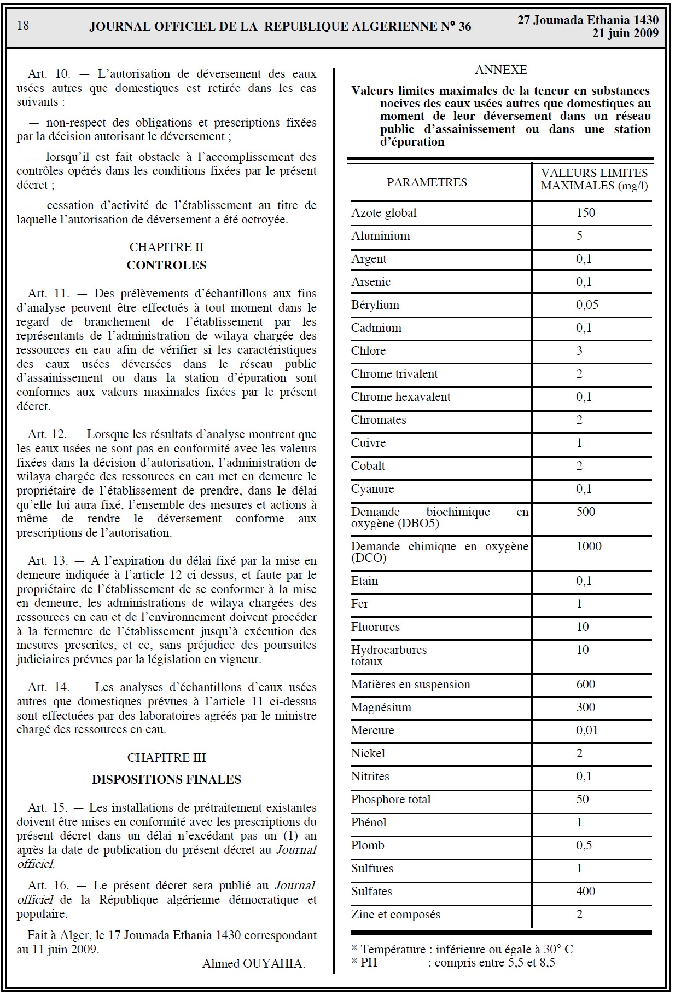 18
JOURNAL OFFICIEL DE LA REPUBLIQUE ALGERIENNE N° 36
27 Joumada Ethania 1430
21 juin 2009
Art. 10. — L’autorisation de déversement des eaux
usées autres que domestiques est retirée dans les cas
suivants :
— non-respect des obligations et prescriptions fixées
par la décision autorisant le déversement ;
— lorsqu’il est fait obstacle à l’accomplissement des
contrôles opérés dans les conditions fixées par le présent
décret ;
— cessation d’activité de l’établissement au titre de
laquelle l’autorisation de déversement a été octroyée.
CHAPITRE II
CONTROLES
Art. 11. — Des prélèvements d’échantillons aux fins
d’analyse peuvent être effectués à tout moment dans le
regard de branchement de l’établissement par les
représentants de l’administration de wilaya chargée des
ressources en eau afin de vérifier si les caractéristiques
des eaux usées déversées dans le réseau public
d’assainissement ou dans la station d’épuration sont
conformes aux valeurs maximales fixées par le présent
décret.
Art. 12. — Lorsque les résultats d’analyse montrent que
les eaux usées ne sont pas en conformité avec les valeurs
fixées dans la décision d’autorisation, l’administration de
wilaya chargée des ressources en eau met en demeure le
propriétaire de l’établissement de prendre, dans le délai
qu’elle lui aura fixé, l’ensemble des mesures et actions à
même de rendre le déversement conforme aux
prescriptions de l’autorisation.
Art. 13. — A l’expiration du délai fixé par la mise en
demeure indiquée à l’article 12 ci-dessus, et faute par le
propriétaire de l’établissement de se conformer à la mise
en demeure, les administrations de wilaya chargées des
ressources en eau et de l’environnement doivent procéder
à la fermeture de l’établissement jusqu’à exécution des
mesures prescrites, et ce, sans préjudice des poursuites
judiciaires prévues par la législation en vigueur.
Art. 14. — Les analyses d’échantillons d’eaux usées
autres que domestiques prévues à l’article 11 ci-dessus
sont effectuées par des laboratoires agréés par le ministre
chargé des ressources en eau.
CHAPITRE III
DISPOSITIONS FINALES
Art. 15. — Les installations de prétraitement existantes
doivent être mises en conformité avec les prescriptions du
présent décret dans un délai n’excédant pas un (1) an
après la date de publication du présent décret au Journal
officiel.
Art. 16. — Le présent décret sera publié au Journal
officiel de la République algérienne démocratique et
populaire.
Fait à Alger, le 17 Joumada Ethania 1430 correspondant
au 11 juin 2009.
Ahmed OUYAHIA.
ANNEXE
Valeurs limites maximales de la teneur en substances
nocives des eaux usées autres que domestiques au
moment de leur déversement dans un réseau
public d’assainissement ou dans une station
d’épuration
PARAMETRES
VALEURS LIMITES
MAXIMALES (mg/l)
Azote global 150
Aluminium 5
Argent 0,1
Arsenic 0,1
Bérylium 0,05
Cadmium 0,1
Chlore 3
Chrome trivalent 2
Chrome hexavalent 0,1
Chromates 2
Cuivre 1
Cobalt 2
Cyanure 0,1
Demande biochimique en 500
oxygène (DBO5)
Demande chimique en oxygène 1000
(DCO)
Etain 0,1
Fer 1
Fluorures 10
Hydrocarbures 10
totaux
Matières en suspension 600
Magnésium 300
Mercure 0,01
Nickel 2
Nitrites 0,1
Phosphore total 50
Phénol 1
Plomb 0,5
Sulfures 1
Sulfates 400
Zinc et composés 2
* Température : inférieure ou égale à 30° C
* PH : compris entre 5,5 et 8,5